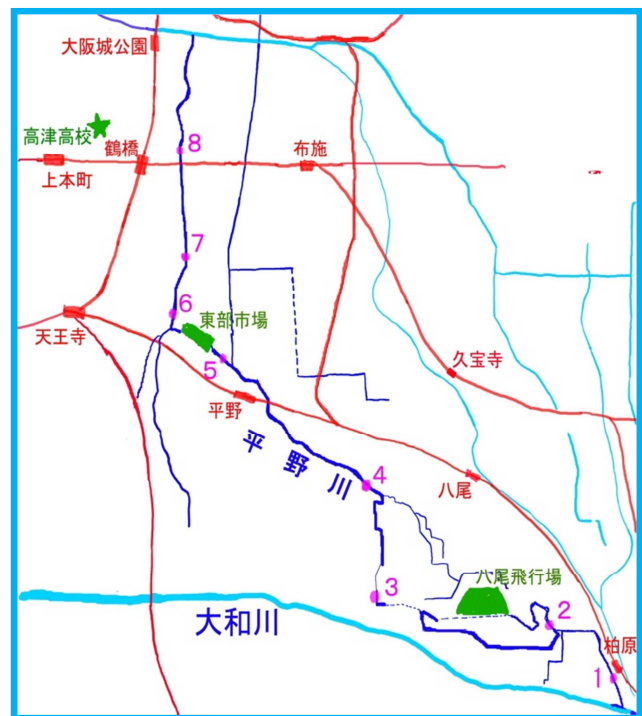 大阪城公園
高津高校
鶴橋
8
布施
上本町
7
6
東部市場
天王寺
5
久宝寺
平野
平野川
4
八尾
八尾飛行場
3
大和川
2
柏原
1